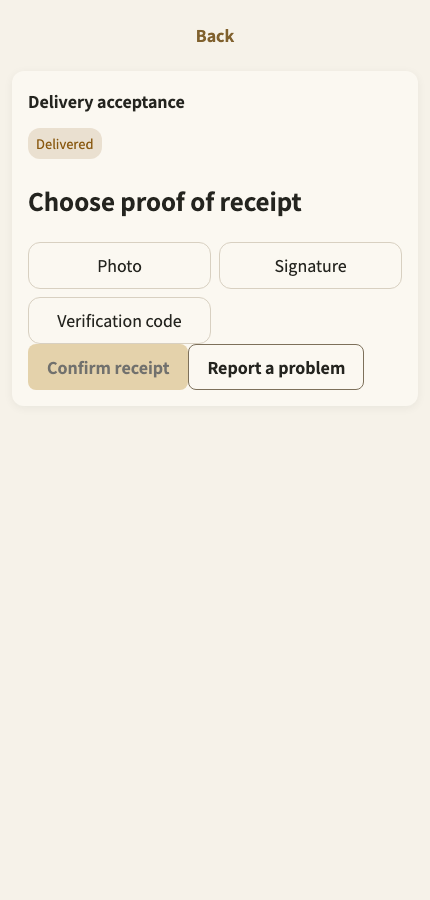 Back
Delivery acceptance
Delivered
Choose proof of receipt
Photo
Signature
Verification code
Confirm receipt
Report a problem